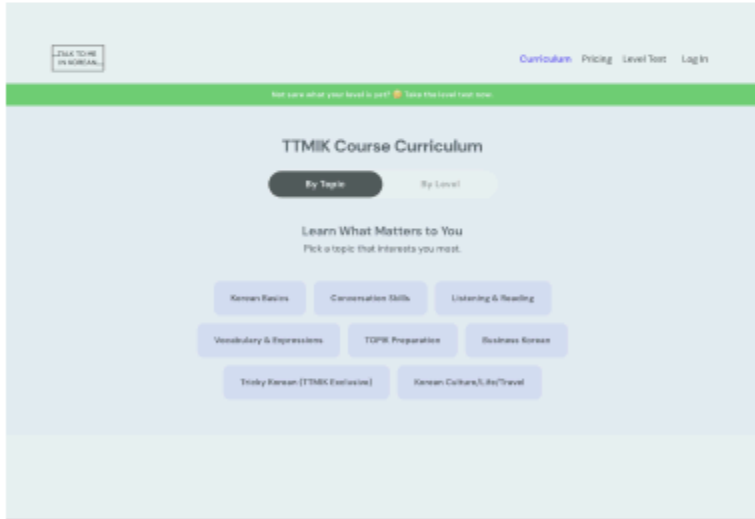 TALK TO ME
IN KOREAN
Curriculum Pricing Level Test Log In
Not sure what your level is yet? 🤔 Take the level test now.
TTMIK Course Curriculum
By Topic By Level
Learn What Matters to You
Pick a topic that interests you most.
Korean Basics Conversation Skills Listening & Reading
Vocabulary & Expressions TOPIK Preparation Business Korean
Tricky Korean (TTMIK Exclusive) Korean Culture/Life/Travel